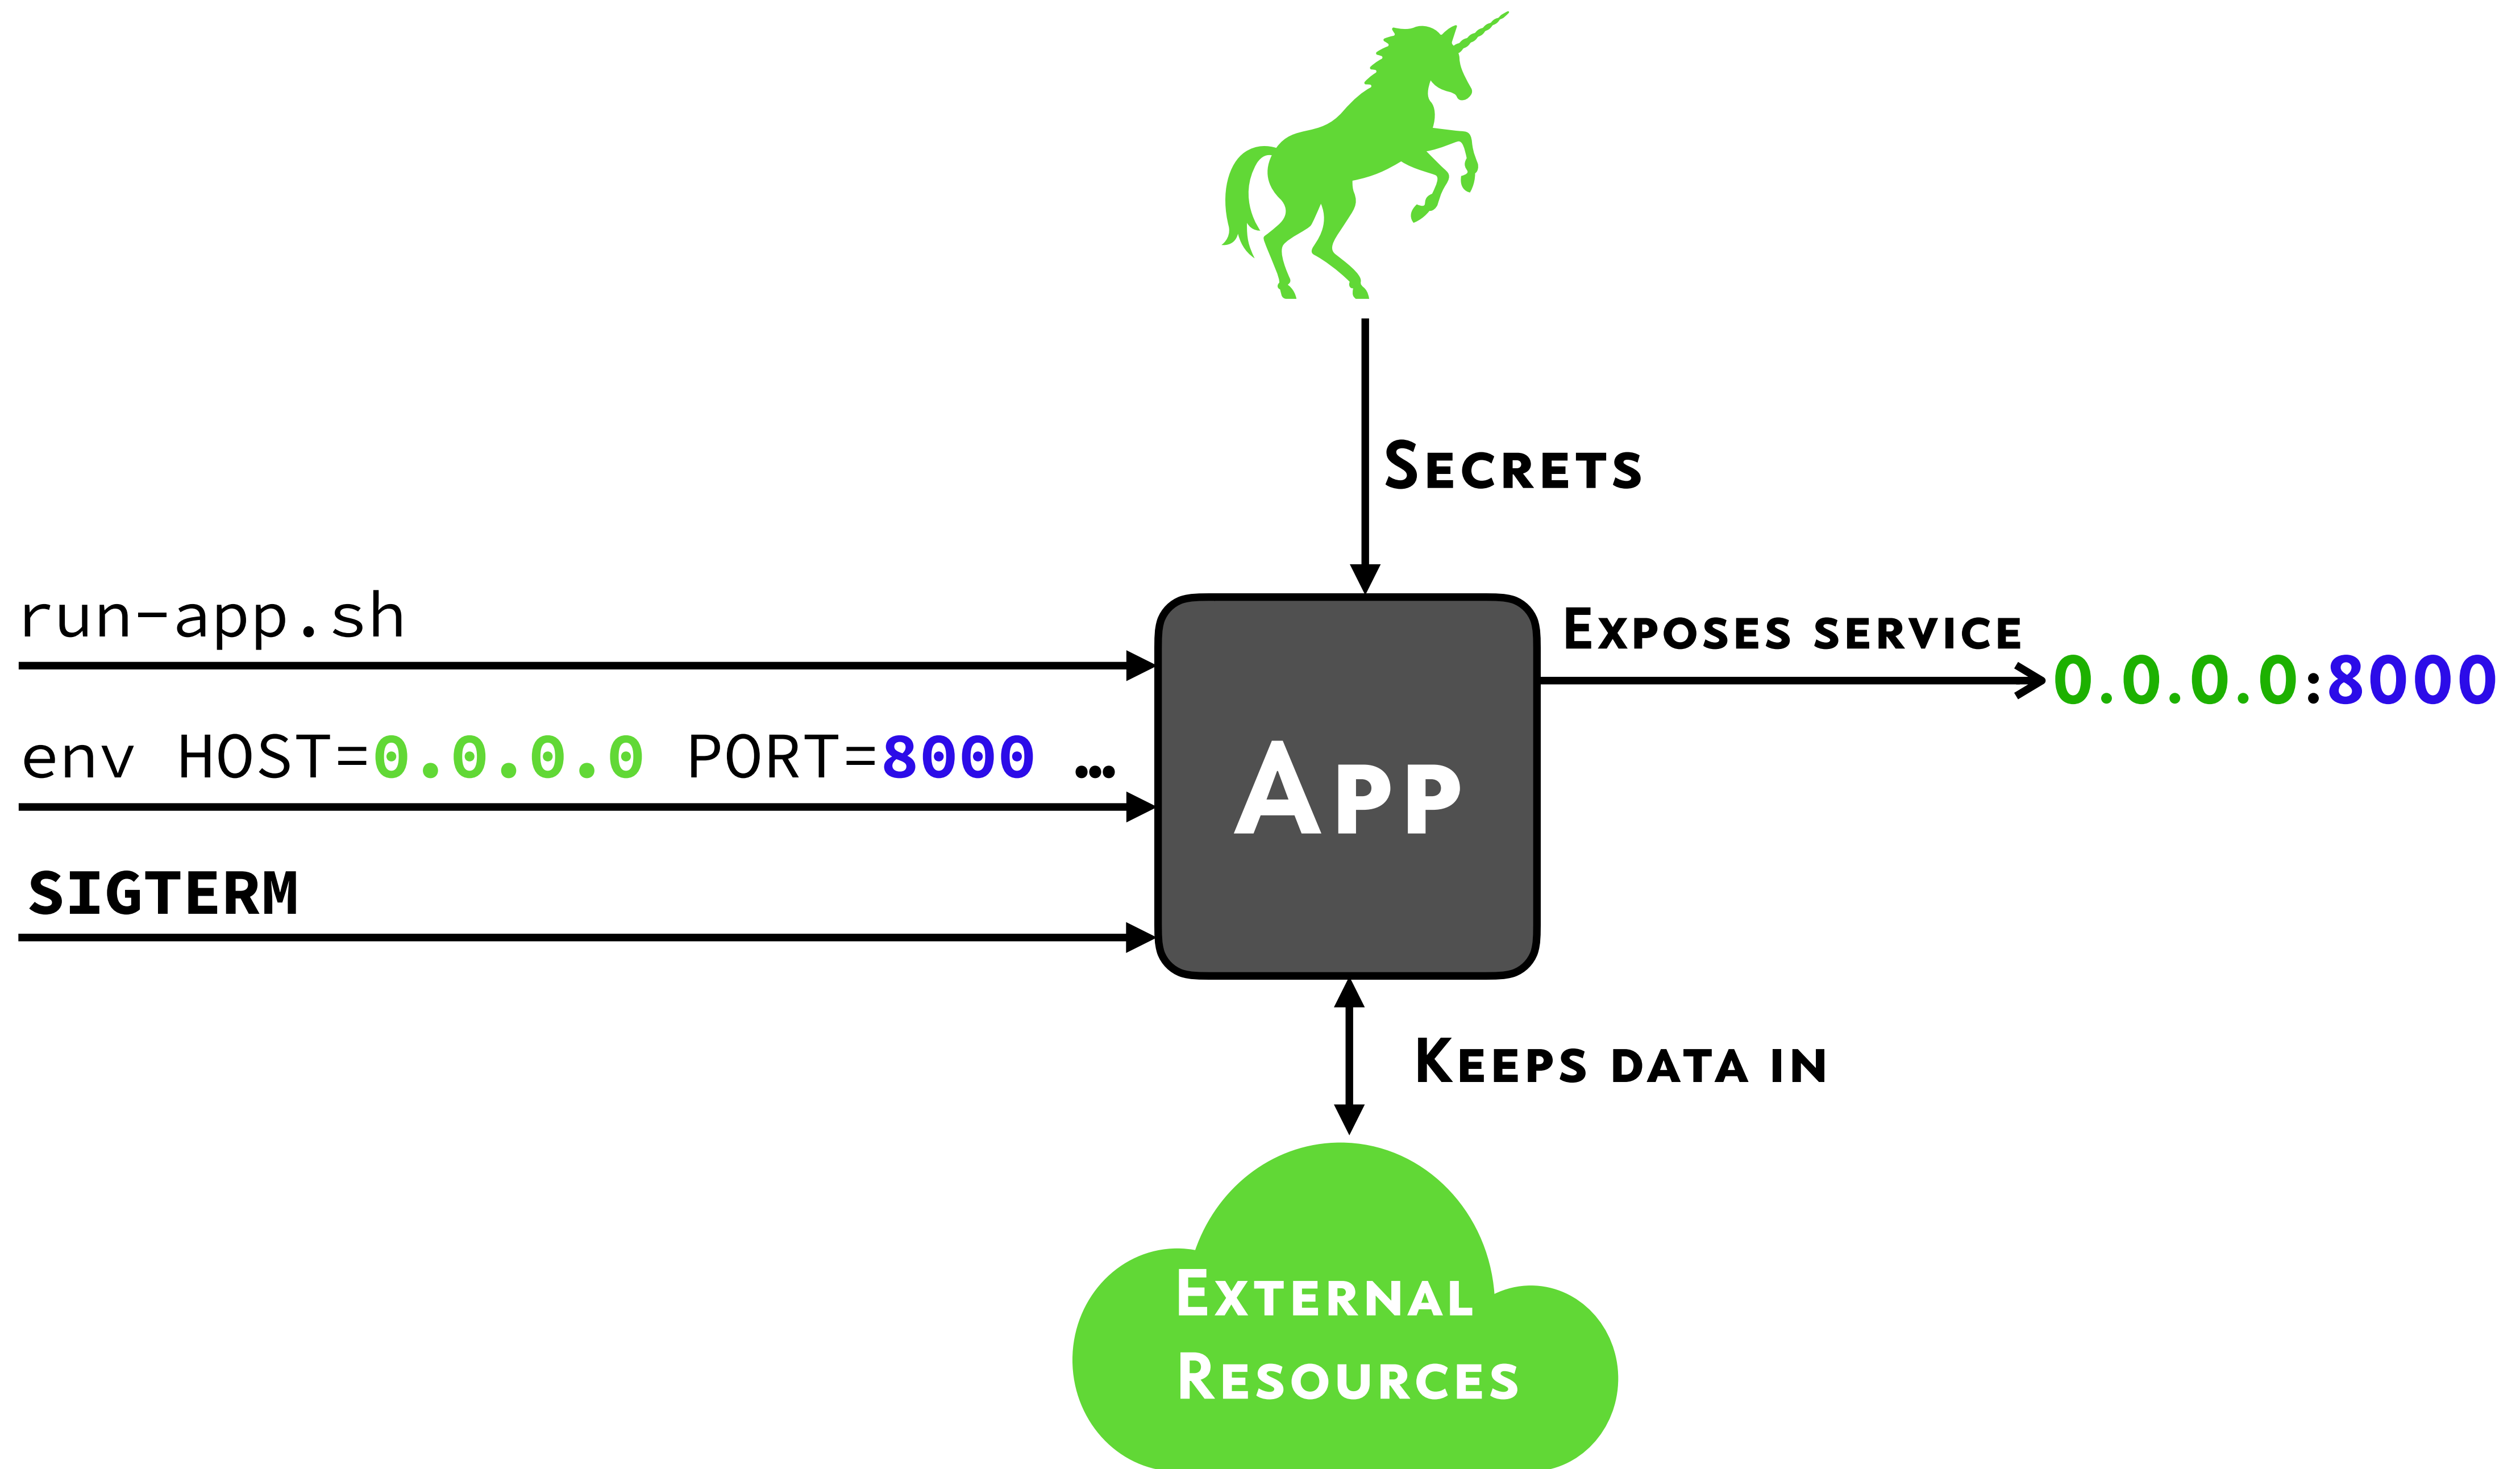 Secrets
run-app.sh
Exposes service
0.0.0.0:8000
env HOST=0.0.0.0 PORT=8000 …
App
SIGTERM
Keeps data in
External
Resources